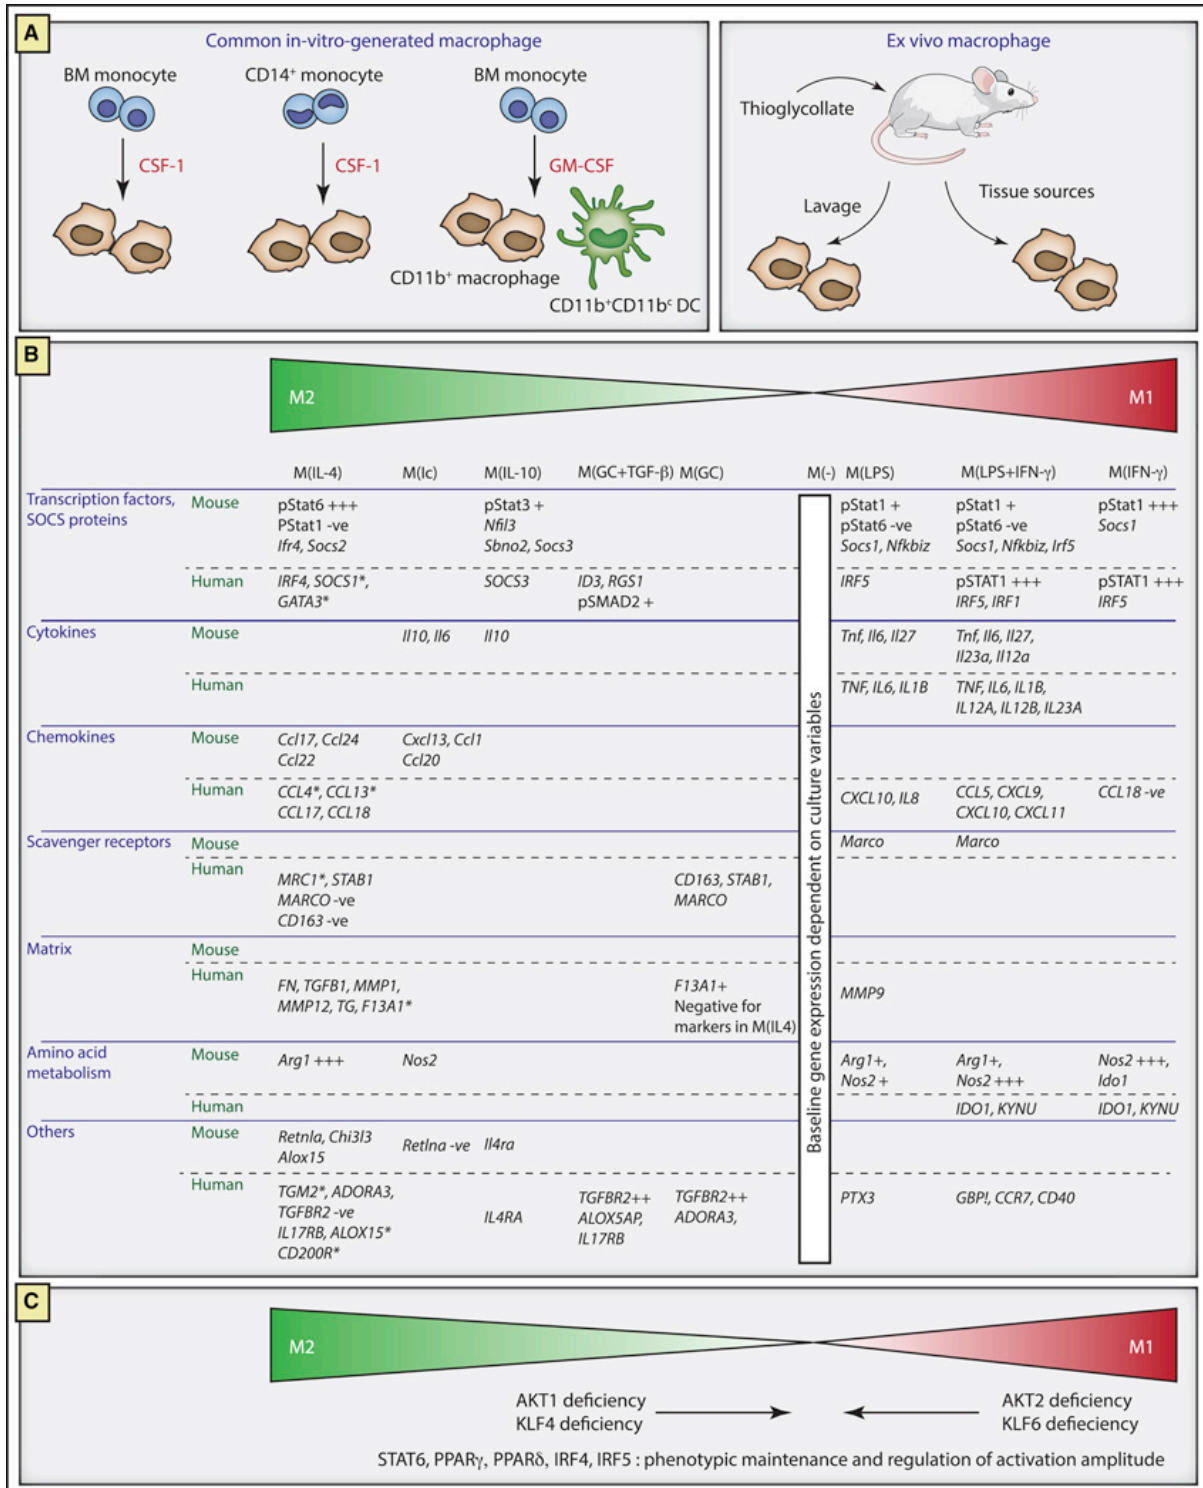 A
Common in-vitro-generated macrophage
BM monocyte
CD14⁺ monocyte
BM monocyte
CSF-1
CSF-1
GM-CSF
CD11b⁺ macrophage
CD11b⁺CD11bᶜ DC
Ex vivo macrophage
Thioglycollate
Lavage
Tissue sources
B
M2
M1
M(IL-4) M(Ic) M(IL-10) M(GC+TGF-β) M(GC) M(-) M(LPS) M(LPS+IFN-γ) M(IFN-γ)
Baseline gene expression dependent on culture variables
Transcription factors,
SOCS proteins
Mouse
pStat6 +++
PStat1 -ve
Ifr4, Socs2
pStat3 +
Nfil3
Sbno2, Socs3
pStat1 +
pStat6 -ve
Socs1, Nfkbiz
pStat1 +
pStat6 -ve
Socs1, Nfkbiz, Irf5
pStat1 +++
Socs1
Human
IRF4, SOCS1*,
GATA3*
SOCS3
ID3, RGS1
pSMAD2 +
IRF5
pSTAT1 +++
IRF5, IRF1
pSTAT1 +++
IRF5
Cytokines
Mouse
Il10, Il6
Il10
Tnf, Il6, Il27
Tnf, Il6, Il27,
Il23a, Il12a
Human
TNF, IL6, IL1B
TNF, IL6, IL1B,
IL12A, IL12B, IL23A
Chemokines
Mouse
Ccl17, Ccl24
Ccl22
Cxcl13, Ccl1
Ccl20
Human
CCL4*, CCL13*
CCL17, CCL18
CXCL10, IL8
CCL5, CXCL9,
CXCL10, CXCL11
CCL18 -ve
Scavenger receptors
Mouse
Marco
Marco
Human
MRC1*, STAB1
MARCO -ve
CD163 -ve
CD163, STAB1,
MARCO
Matrix
Mouse
Human
FN, TGFB1, MMP1,
MMP12, TG, F13A1*
F13A1+
Negative for
markers in M(IL4)
MMP9
Amino acid
metabolism
Mouse
Arg1 +++
Nos2
Arg1+,
Nos2 +
Arg1+,
Nos2 +++
Nos2 +++,
Ido1
Human
IDO1, KYNU
IDO1, KYNU
Others
Mouse
Retnla, Chi3l3
Alox15
Retlna -ve
Il4ra
Human
TGM2*, ADORA3,
TGFBR2 -ve
IL17RB, ALOX15*
CD200R*
IL4RA
TGFBR2++
ALOX5AP,
IL17RB
TGFBR2++
ADORA3,
PTX3
GBP!, CCR7, CD40
C
M2
M1
AKT1 deficiency
KLF4 deficiency
AKT2 deficiency
KLF6 defieciency
STAT6, PPARγ, PPARδ, IRF4, IRF5 : phenotypic maintenance and regulation of activation amplitude